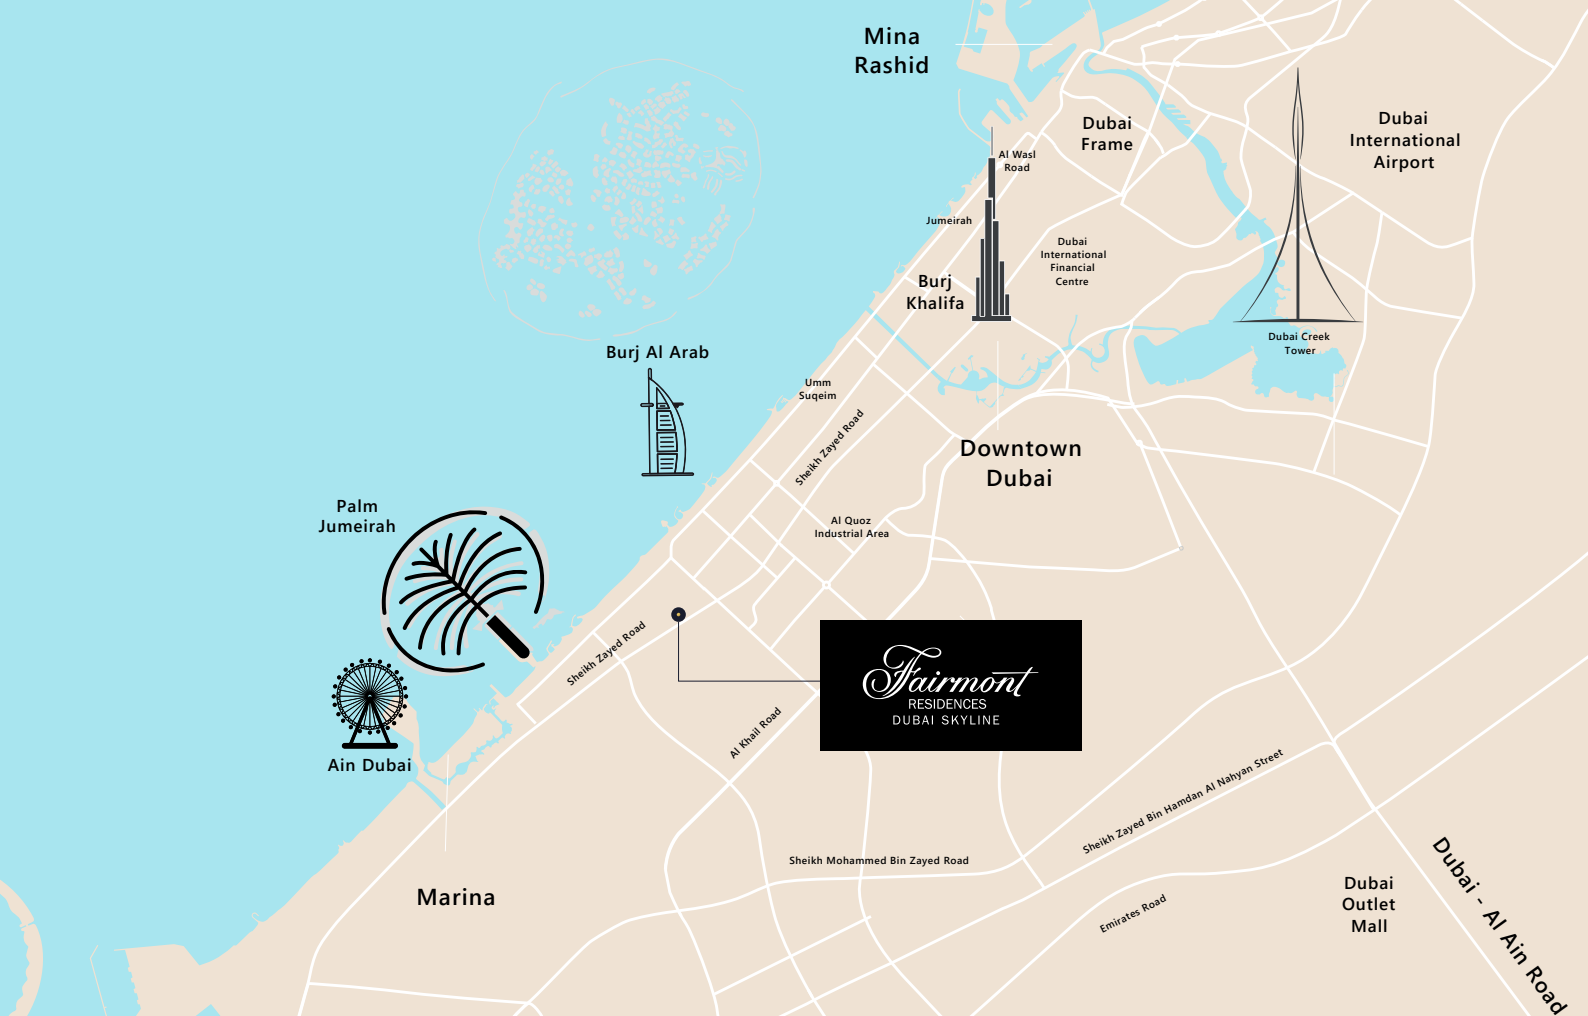 Mina
Rashid
Dubai
Frame
Dubai
International
Airport
Al Wasl
Road
Jumeirah
Dubai
International
Financial
Centre
Burj
Khalifa
Dubai Creek
Tower
Burj Al Arab
Umm
Suqeim
Sheikh Zayed Road
Downtown
Dubai
Palm
Jumeirah
Al Quoz
Industrial Area
Sheikh Zayed Road
Fairmont
RESIDENCES
DUBAI SKYLINE
Al Khail Road
Ain Dubai
Sheikh Zayed Bin Hamdan Al Nahyan Street
Sheikh Mohammed Bin Zayed Road
Marina
Emirates Road
Dubai
Outlet
Mall
Dubai - Al Ain Road